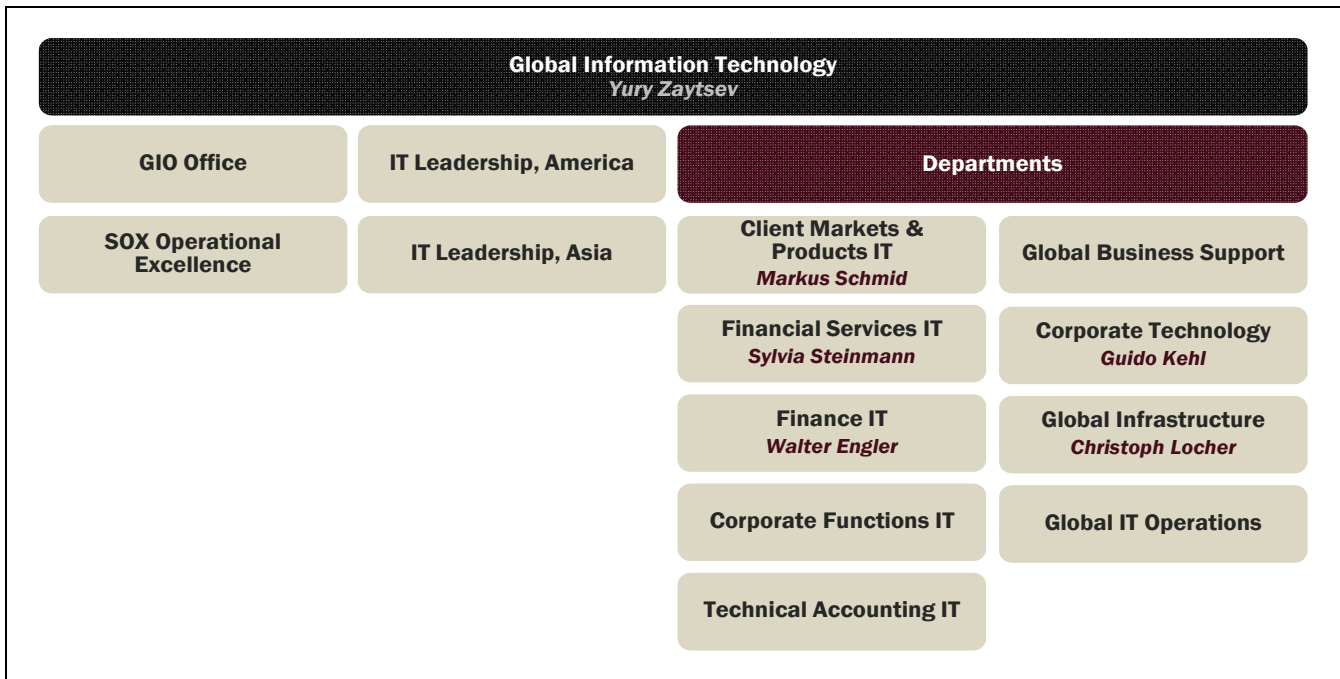 Global Information Technology
Yury Zaytsev
GIO Office
IT Leadership, America
Departments
SOX Operational
Excellence
IT Leadership, Asia
Client Markets &
Products IT
Markus Schmid
Global Business Support
Financial Services IT
Sylvia Steinmann
Corporate Technology
Guido Kehl
Finance IT
Walter Engler
Global Infrastructure
Christoph Locher
Corporate Functions IT
Global IT Operations
Technical Accounting IT